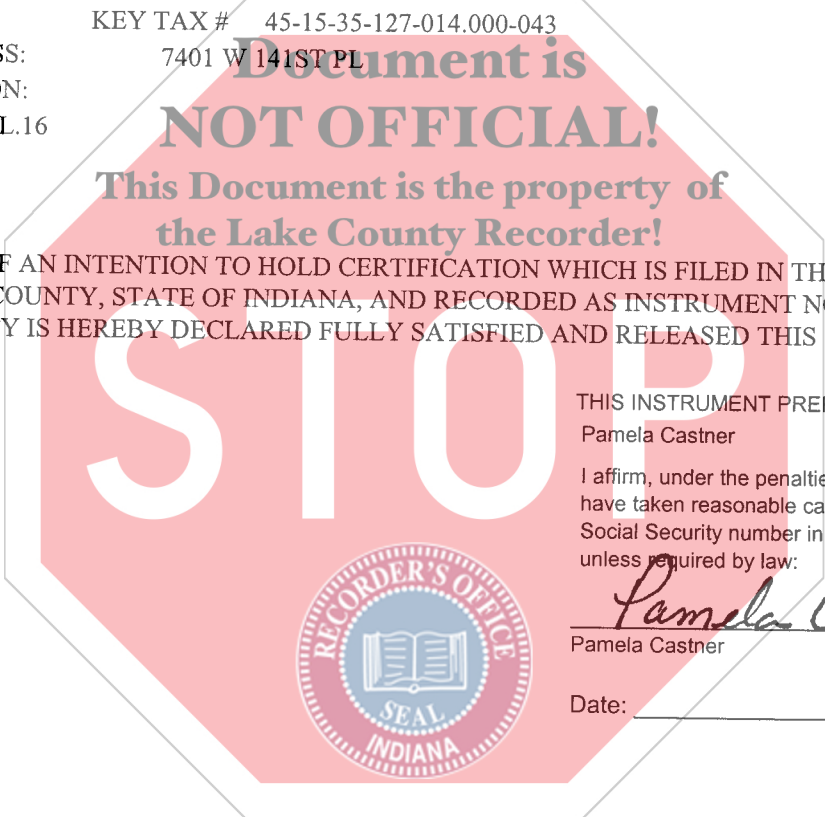 KEY TAX # 45-15-35-127-014.000-043
SS:
7401 W 141ST PL
ON:
L.16
Document is
NOT OFFICIAL!
This Document is the property of
the Lake County Recorder!
F AN INTENTION TO HOLD CERTIFICATION WHICH IS FILED IN TH
COUNTY, STATE OF INDIANA, AND RECORDED AS INSTRUMENT NO
Y IS HEREBY DECLARED FULLY SATISFIED AND RELEASED THIS
STOP
THIS INSTRUMENT PREP
Pamela Castner
I affirm, under the penaltie
have taken reasonable ca
Social Security number in
unless required by law:
Pamela C
Pamela Castner
Date:
RECORDER'S OFFICE
SEAL
INDIANA